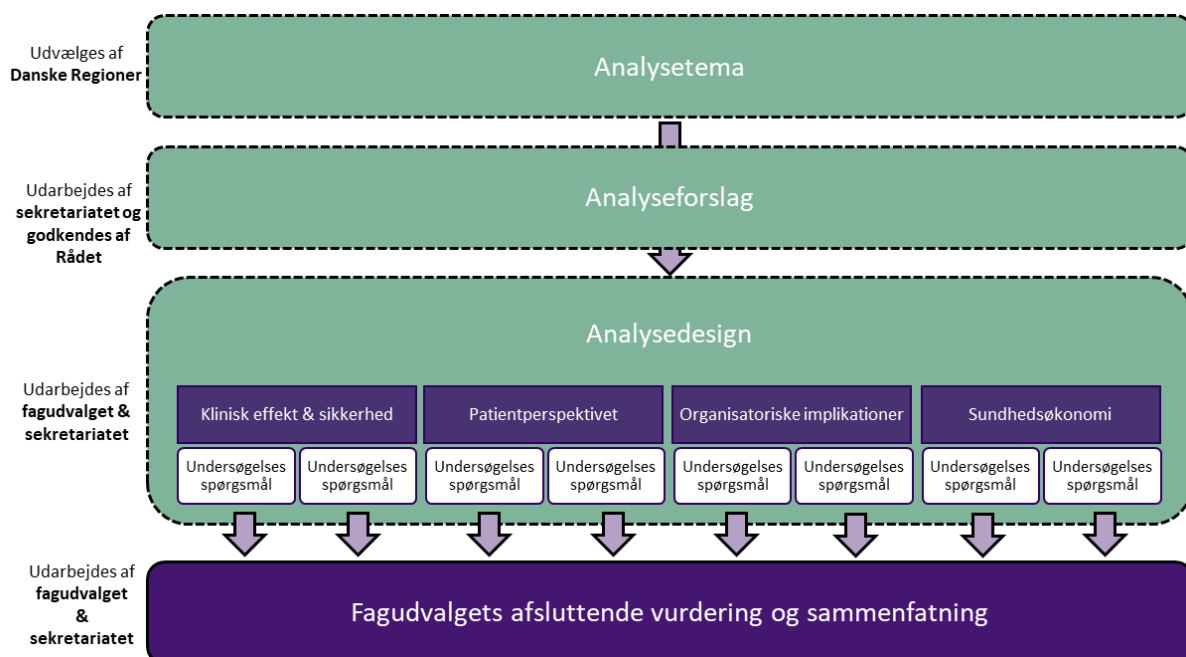 Udvælges af
Danske Regioner
Analysetema
Udarbejdes af
sekretariatet og
godkendes af
Rådet
Analyseforslag
Analysedesign
Udarbejdes af
fagudvalget &
sekretariatet
Klinisk effekt & sikkerhed
Patientperspektivet
Organisatoriske implikationer
Sundhedsøkonomi
Undersøgelses
spørgsmål
Undersøgelses
spørgsmål
Undersøgelses
spørgsmål
Undersøgelses
spørgsmål
Undersøgelses
spørgsmål
Undersøgelses
spørgsmål
Undersøgelses
spørgsmål
Undersøgelses
spørgsmål
Udarbejdes af
fagudvalget
&
sekretariatet
Fagudvalgets afsluttende vurdering og sammenfatning